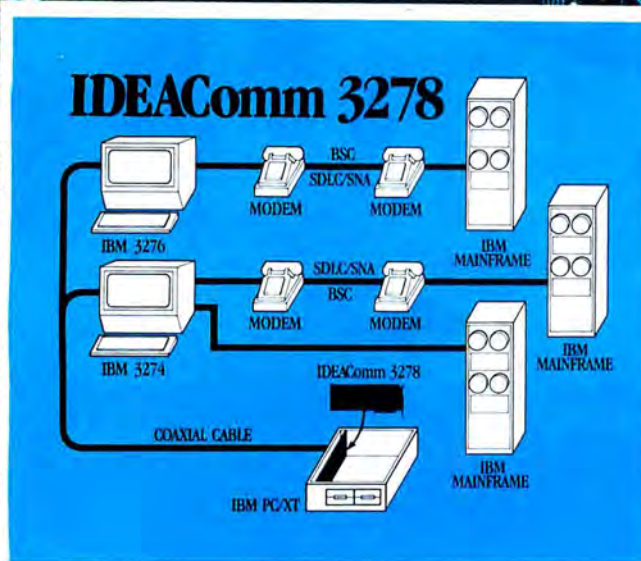 IDEAComm 3278
BSC
SDLC/SNA
MODEM
MODEM
IBM 3276
IBM
MAINFRAME
SDLC/SNA
BSC
MODEM
MODEM
IBM 3274
IBM
MAINFRAME
IDEAComm 3278
COAXIAL CABLE
IBM PC/XT
IBM
MAINFRAME